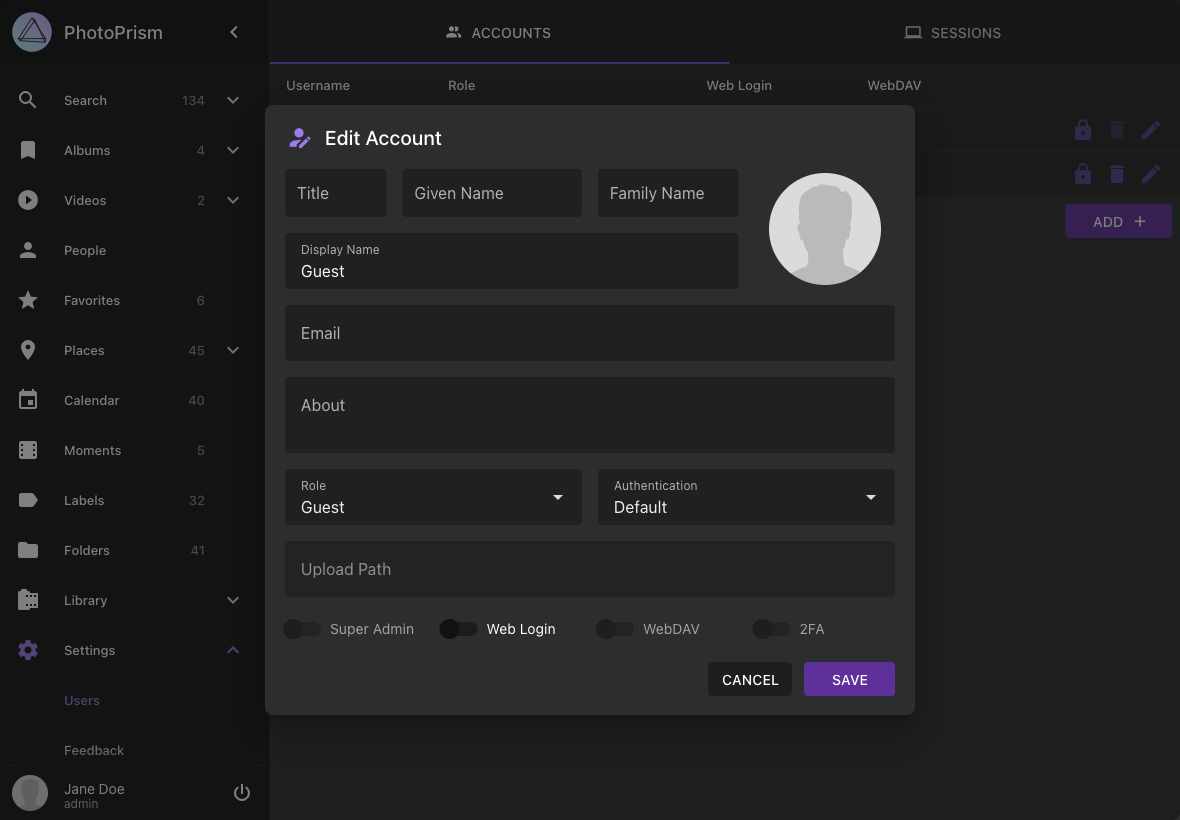 PhotoPrism
Search 134
Albums 4
Videos 2
People
Favorites 6
Places 45
Calendar 40
Moments 5
Labels 32
Folders 41
Library
Settings
Users
Feedback
Jane Doe
admin
ACCOUNTS SESSIONS
Username Role Web Login WebDAV
ADD
Edit Account
Title Given Name Family Name
Display Name
Guest
Email
About
Role Authentication
Guest Default
Upload Path
Super Admin Web Login WebDAV 2FA
CANCEL SAVE